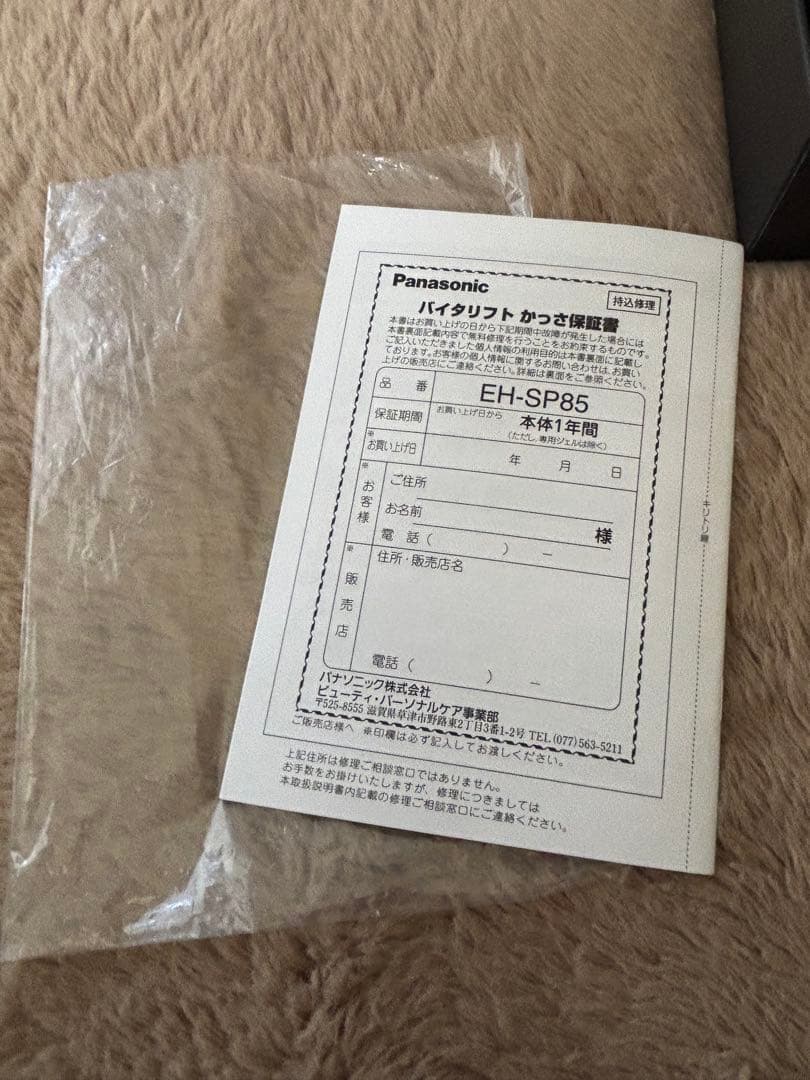 Panasonic
持込修理
バイタリフト かっさ保証書
本書はお買い上げの日から下記期間中故障が発生した場合には
本書裏面記載内容で無料修理を行うことをお約束するものです。
ご記入いただきました個人情報の利用目的は本書裏面に記載し
ております。お客様の個人情報に関するお問い合わせは、お買い
上げの販売店にご連絡ください。詳細は裏面をご参照ください。
品番 EH-SP85
保証期間 お買い上げ日から 本体1年間
(ただし、専用ジェルは除く)
※お買い上げ日 年 月 日
※お客様 ご住所
お名前 様
電話( ) ー
※販売店 住所・販売店名
電話( ) ー
パナソニック株式会社
ビューティ・パーソナルケア事業部
〒525-8555 滋賀県草津市野路東2丁目3番1-2号 TEL (077) 563-5211
ご販売店様へ ※印欄は必ず記入してお渡しください。
上記住所は修理ご相談窓口ではありません。
お手数をお掛けいたしますが、修理につきましては
本取扱説明書内記載の修理ご相談窓口にご連絡ください。
キリトリ線